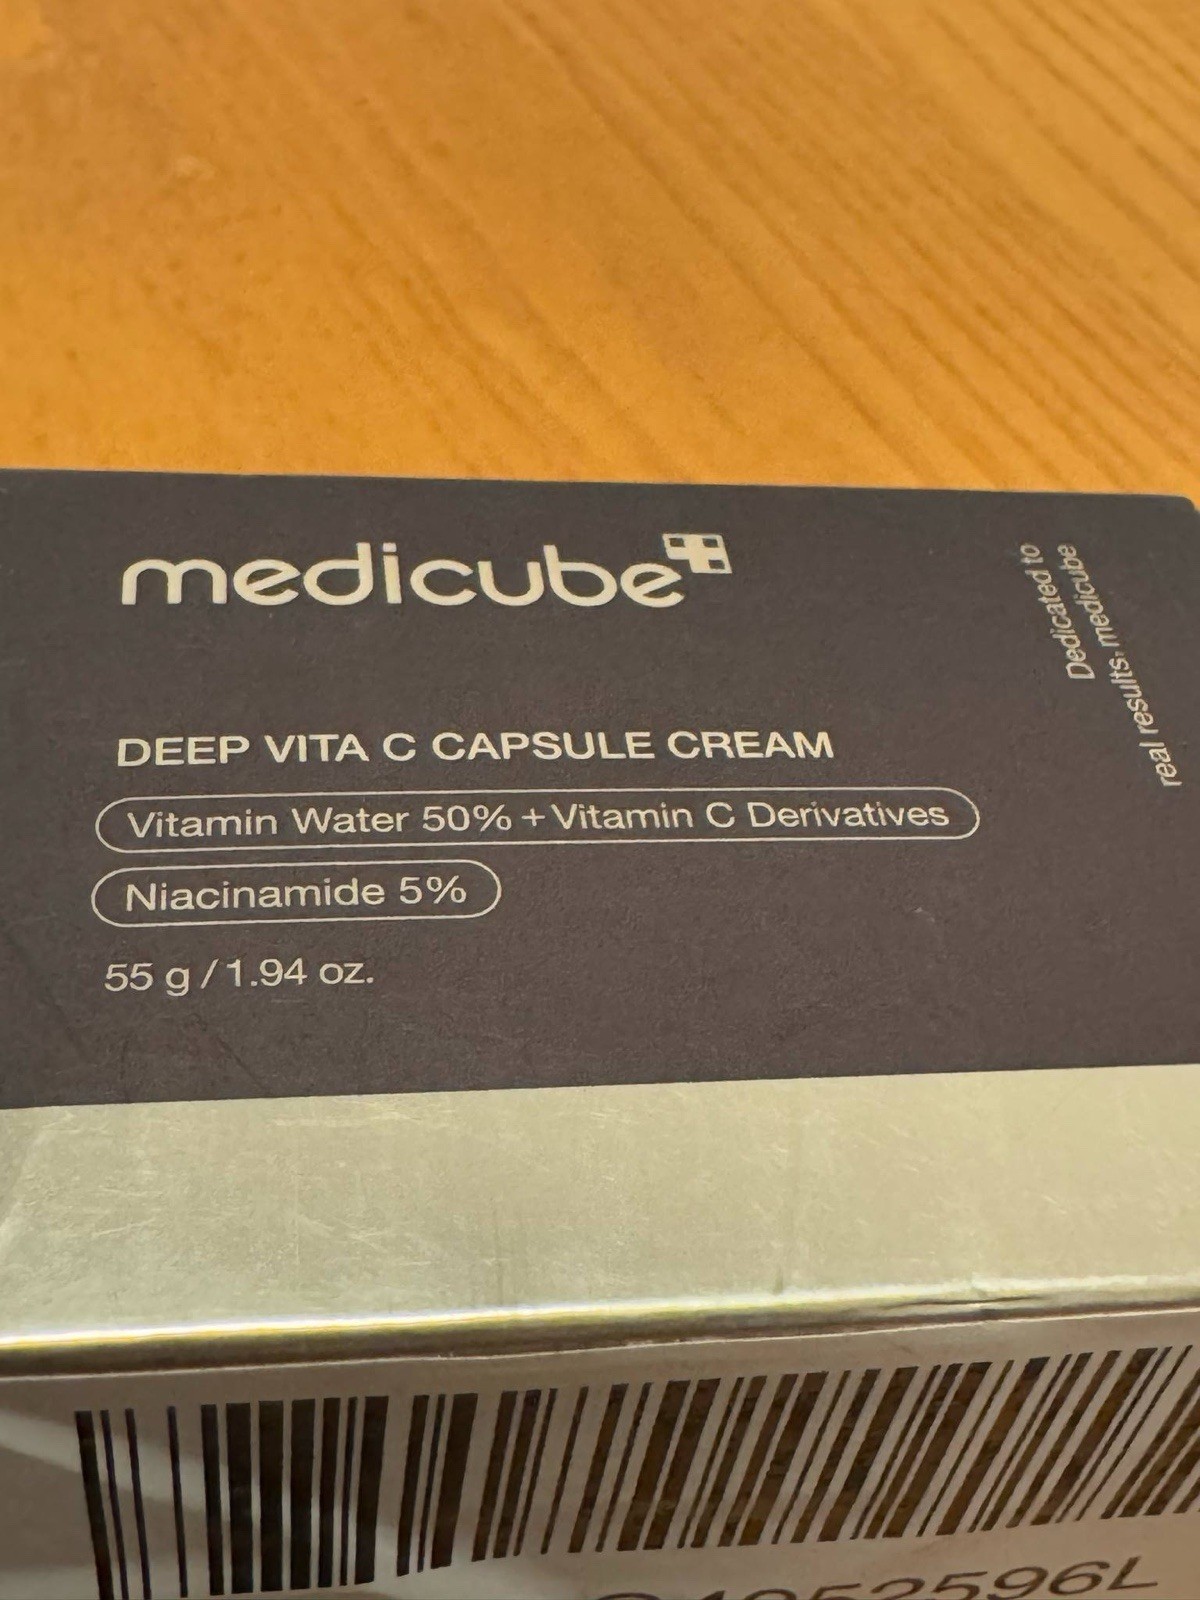 medicube
Dedicated to
real results, medicube
DEEP VITA C CAPSULE CREAM
Vitamin Water 50% + Vitamin C Derivatives
Niacinamide 5%
55 g / 1.94 oz.